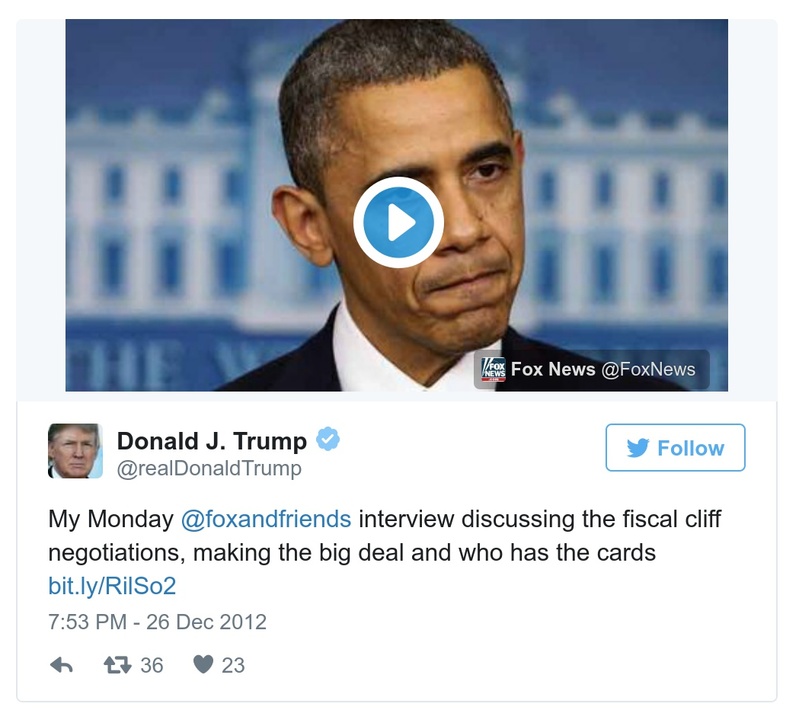 THE W
FOX
NEWS
Fox News @FoxNews
Donald J. Trump
@realDonaldTrump
Follow
My Monday @foxandfriends interview discussing the fiscal cliff
negotiations, making the big deal and who has the cards
bit.ly/RilSo2
7:53 PM - 26 Dec 2012
36 23